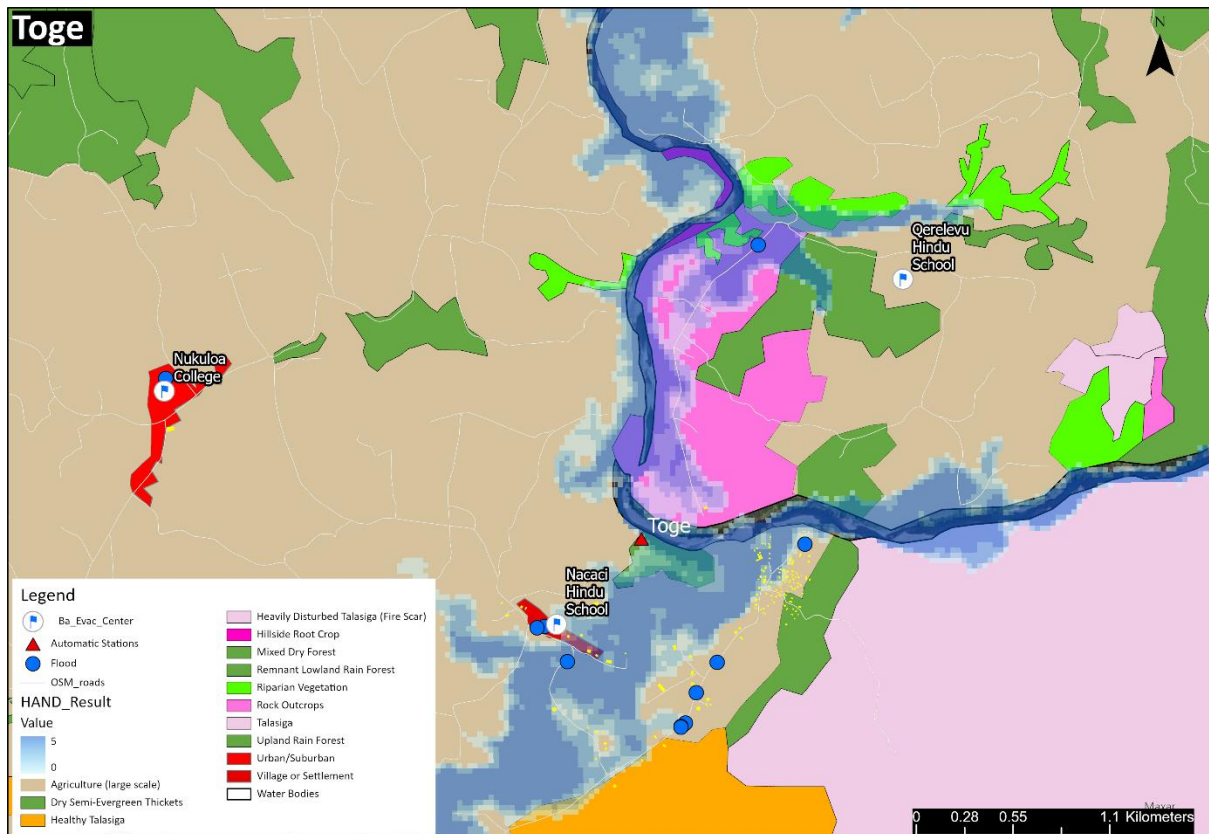 Toge
N
Qerelevu
Hindu
School
Nukuloa
College
Toge
Nacaci
Hindu
School
Legend
Ba_Evac_Center
Automatic Stations
Flood
OSM_roads
HAND_Result
Value
5
0
Agriculture (large scale)
Dry Semi-Evergreen Thickets
Healthy Talasiga
Heavily Disturbed Talasiga (Fire Scar)
Hillside Root Crop
Mixed Dry Forest
Remnant Lowland Rain Forest
Riparian Vegetation
Rock Outcrops
Talasiga
Upland Rain Forest
Urban/Suburban
Village or Settlement
Water Bodies
Maxar
0 0.28 0.55 1.1 Kilometers